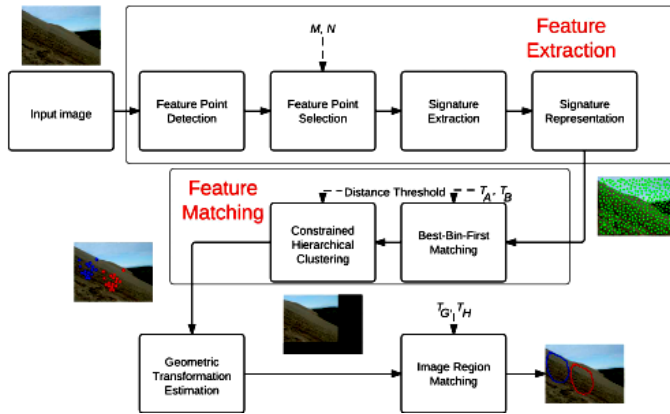 M, N
Feature
Extraction
Input image
Feature Point
Detection
Feature Point
Selection
Signature
Extraction
Signature
Representation
Feature
Matching
Distance Threshold
T_A, T_B
Constrained
Hierarchical
Clustering
Best-Bin-First
Matching
T_G, T_H
Geometric
Transformation
Estimation
Image Region
Matching